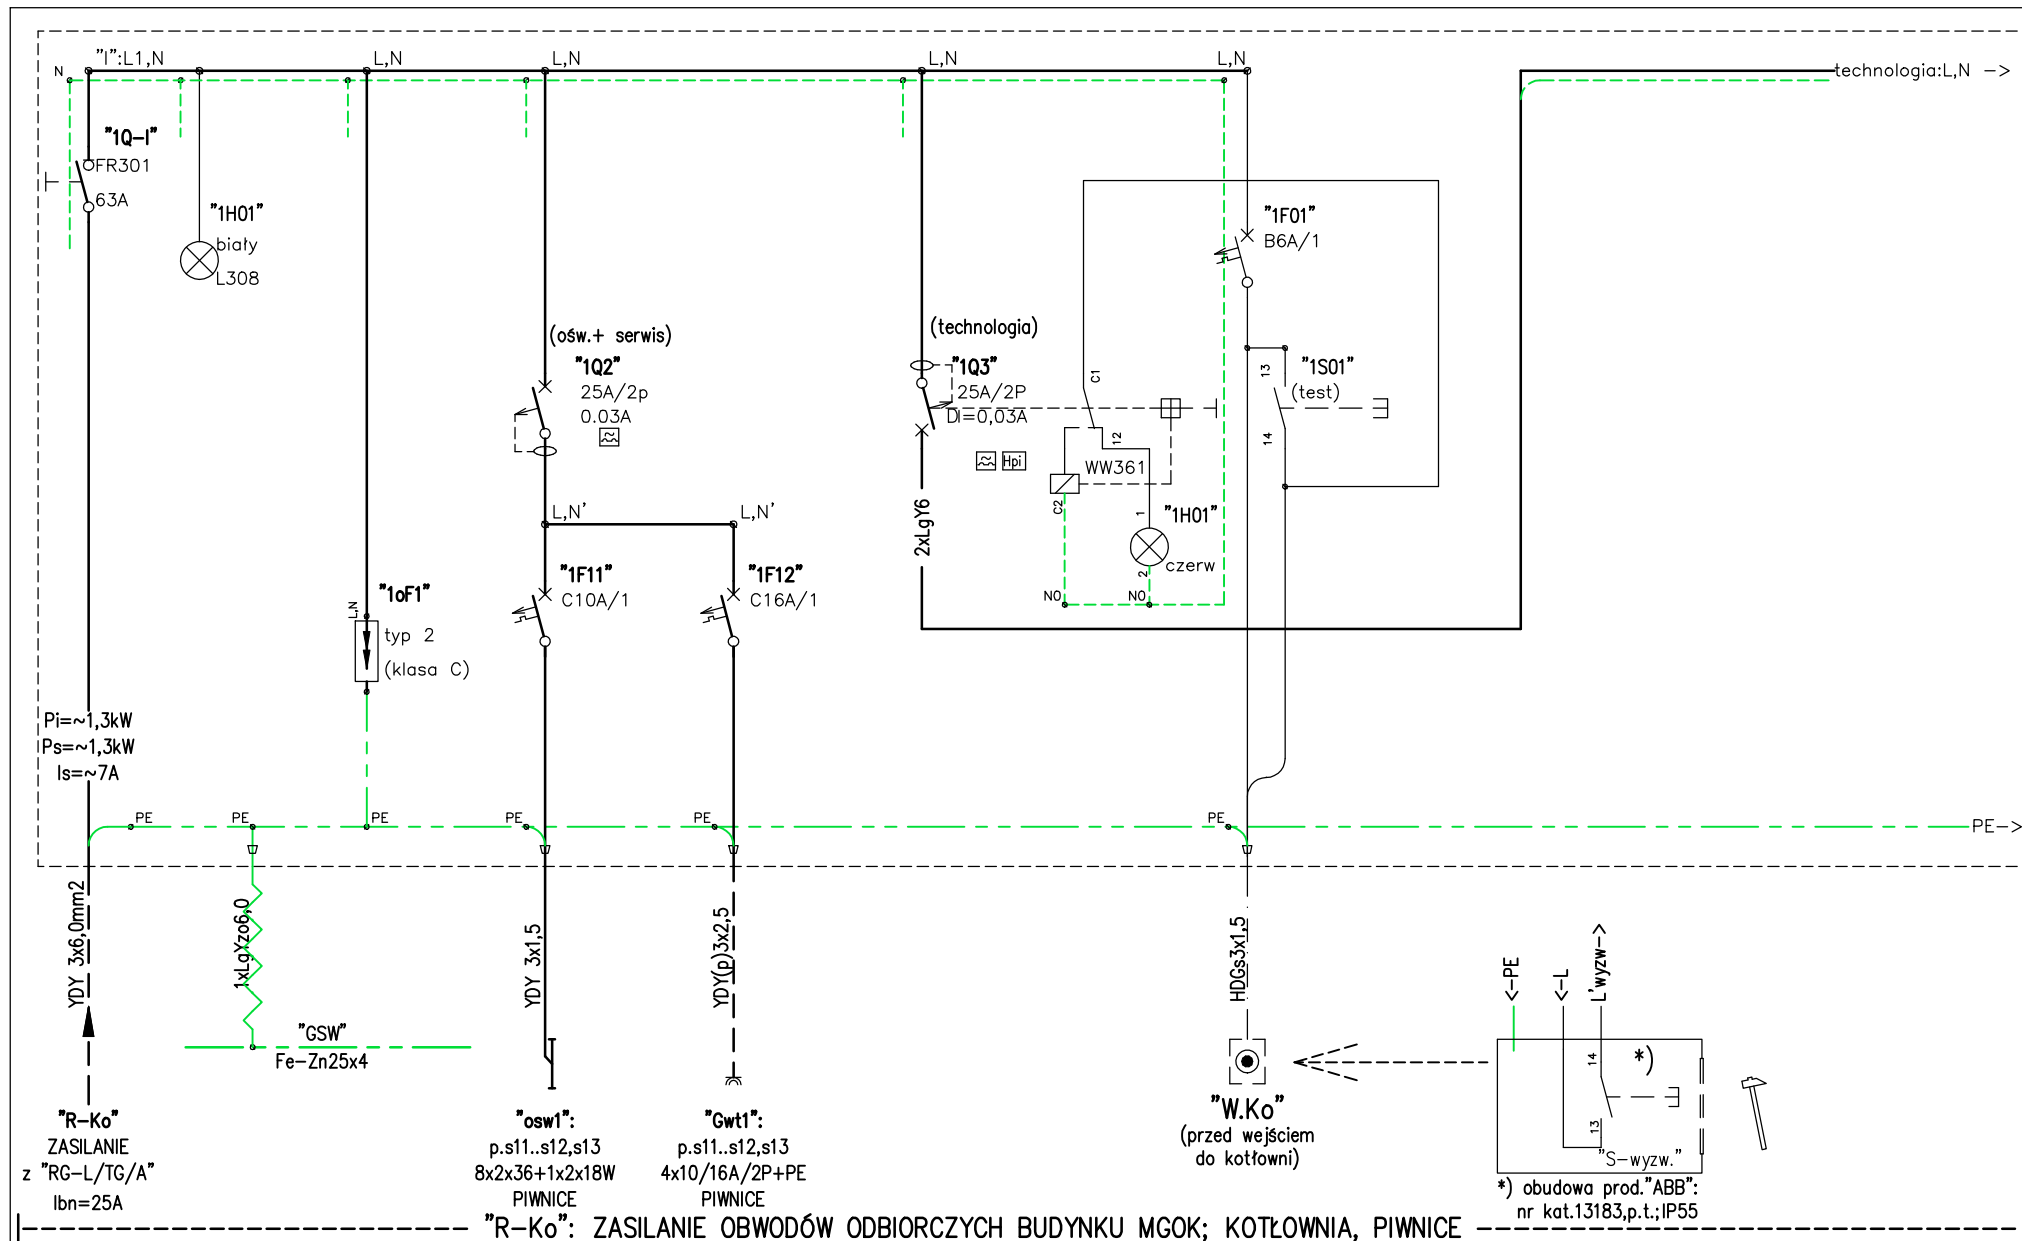 "I":L1,N
L,N
L,N
L,N
L,N
N
technologia:L,N ->
"1Q-I"
FR301
63A
"1H01"
biały
L308
"1F01"
B6A/1
(ośw.+ serwis)
"1Q2"
25A/2p
0.03A
(technologia)
"1Q3"
25A/2P
DI=0,03A
Hpi
C1
12
WW361
C2
"1S01"
(test)
13
14
2xLgY6
1
"1H01"
czerw
2
N0
N0
L,N'
L,N'
"1F11"
C10A/1
"1F12"
C16A/1
"1oF1"
L,N
typ 2
(klasa C)
Pi=~1,3kW
Ps=~1,3kW
Is=~7A
PE
PE
PE
PE
PE
PE
PE->
YDY 3x6,0mm2
1xLgYzo6,0
YDY 3x1,5
YDY(p)3x2,5
HDGs3x1,5
"GSW"
Fe-Zn25x4
<-PE
<-L
L'wyzw->
14
*)
13
"S-wyzw."
"R-Ko"
ZASILANIE
z "RG-L/TG/A"
Ibn=25A
"osw1":
p.s11..s12,s13
8x2x36+1x2x18W
PIWNICE
"Gwt1":
p.s11..s12,s13
4x10/16A/2P+PE
PIWNICE
"W.Ko"
(przed wejściem
do kotłowni)
*) obudowa prod."ABB":
nr kat.13183,p.t.;IP55
"R-Ko": ZASILANIE OBWODÓW ODBIORCZYCH BUDYNKU MGOK; KOTŁOWNIA, PIWNICE